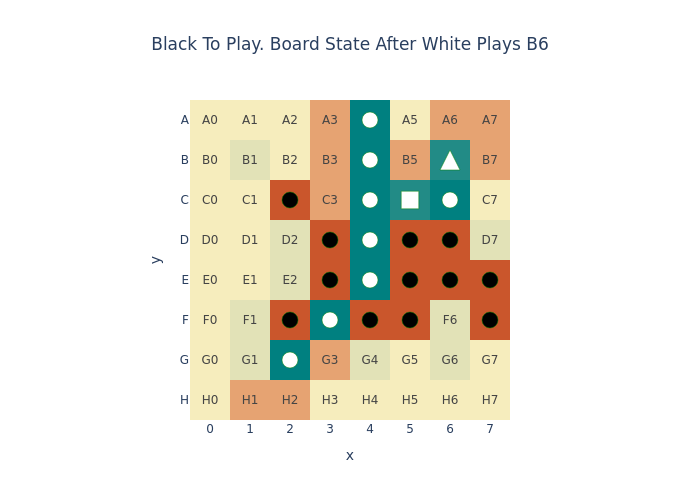 Black To Play. Board State After White Plays B6
A A0 A1 A2 A3 A5 A6 A7
B B0 B1 B2 B3 B5 B7
C C0 C1 C3 C7
D D0 D1 D2 D7
y
E E0 E1 E2
F F0 F1 F6
G G0 G1 G3 G4 G5 G6 G7
H H0 H1 H2 H3 H4 H5 H6 H7
0 1 2 3 4 5 6 7
x